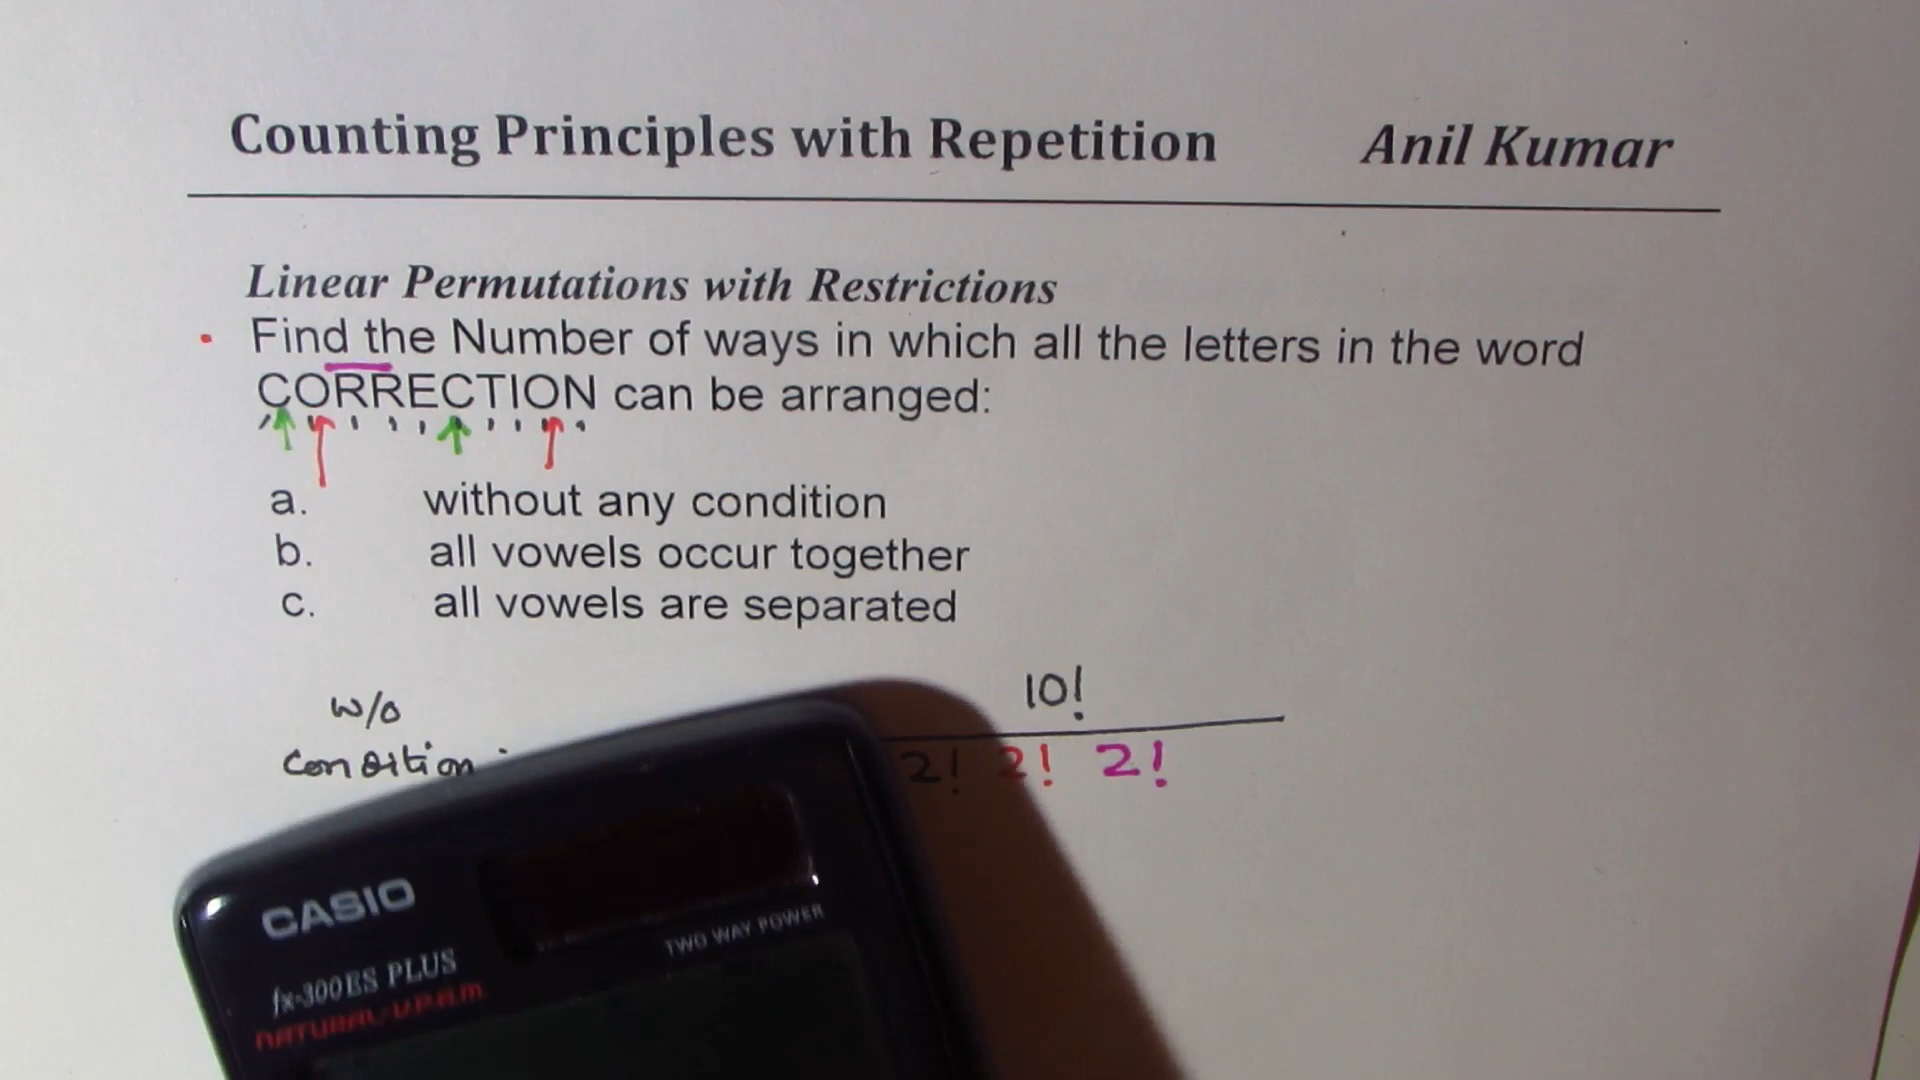 Counting Principles with Repetition Anil Kumar
Linear Permutations with Restrictions
Find the Number of ways in which all the letters in the word
CORRECTION can be arranged:
a. without any condition
b. all vowels occur together
c. all vowels are separated
w/o
Condition :
10!
2! 2! 2!
CASIO
fx-300ES PLUS
TWO WAY POWER
NATURAL-V.P.A.M.